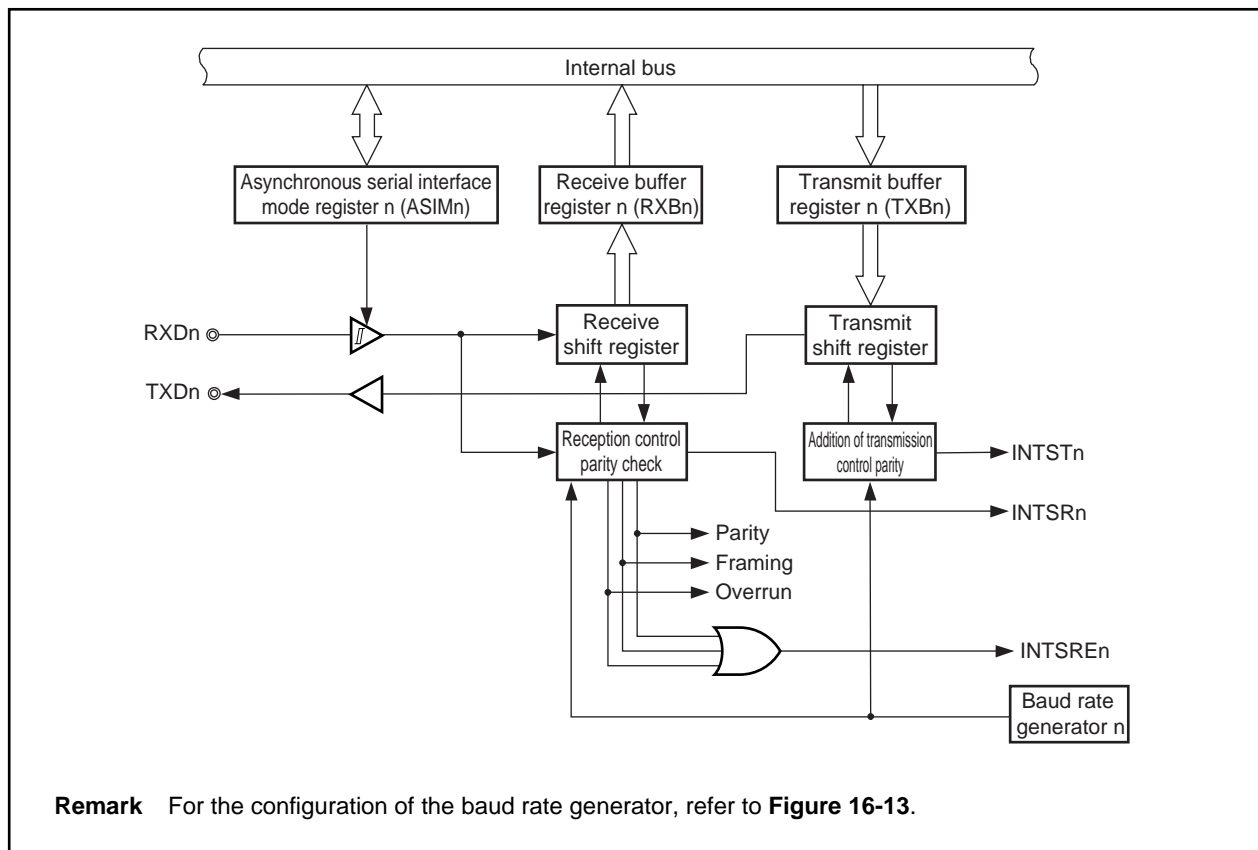 Internal bus
Asynchronous serial interface
mode register n (ASIMn)
Receive buffer
register n (RXBn)
Transmit buffer
register n (TXBn)
RXDn
Receive
shift register
Transmit
shift register
TXDn
Reception control
parity check
Addition of transmission
control parity
INTSTn
INTSRn
Parity
Framing
Overrun
INTSREn
Baud rate
generator n
Remark For the configuration of the baud rate generator, refer to Figure 16-13.